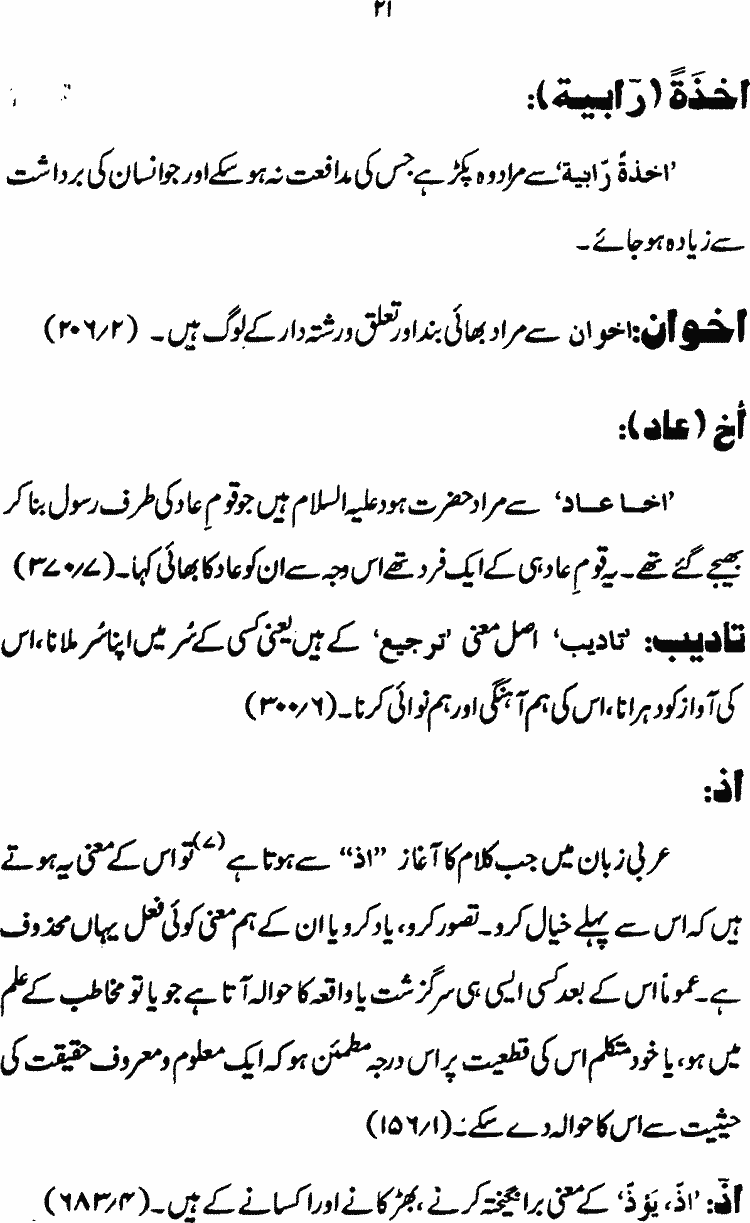 ۲۱
اخذَةً (رّابیة):
’اخذةً رّابیة‘ سے مراد وہ پکڑ ہے جس کی مدافعت نہ ہو سکے اور جو انسان کی برداشت
سے زیادہ ہو جائے۔
اخوان: اخوان سے مراد بھائی بند اور تعلق و رشتہ دار کے لوگ ہیں۔ (۲۰۶/۲)
أخ (عاد):
’اخا عاد‘ سے مراد حضرت ہود علیہ السلام ہیں جو قومِ عاد کی طرف رسول بنا کر
بھیجے گئے تھے۔ یہ قومِ عاد ہی کے ایک فرد تھے اس وجہ سے ان کو عاد کا بھائی کہا۔ (۳۷۰/۷)
تادیب: ’تادیب‘ اصل معنی ’ترجیع‘ کے ہیں یعنی کسی کے سُر میں اپنا سُر ملانا، اس
کی آواز کو دہرانا، اس کی ہم آہنگی اور ہم نوائی کرنا۔ (۳۰۰/۶)
اذ:
عربی زبان میں جب کلام کا آغاز ’’اذ‘‘ سے ہوتا ہے (۷) تو اس کے معنی یہ ہوتے
ہیں کہ اس سے پہلے خیال کرو۔ تصور کرو، یاد کرو یا ان کے ہم معنی کوئی فعل یہاں محذوف
ہے۔ عموماً اس کے بعد کسی ایسی ہی سرگزشت یا واقعہ کا حوالہ آتا ہے جو یا تو مخاطب کے علم
میں ہو، یا خود متکلم اس کی قطعیت پر اس درجہ مطمئن ہو کہ ایک معلوم و معروف حقیقت کی
حیثیت سے اس کا حوالہ دے سکے۔ (۱۵۶/۱)
اذّ: ’اذّ، یَؤذّ‘ کے معنی برانگیختہ کرنے، بھڑکانے اور اکسانے کے ہیں۔ (۶۸۳/۴)